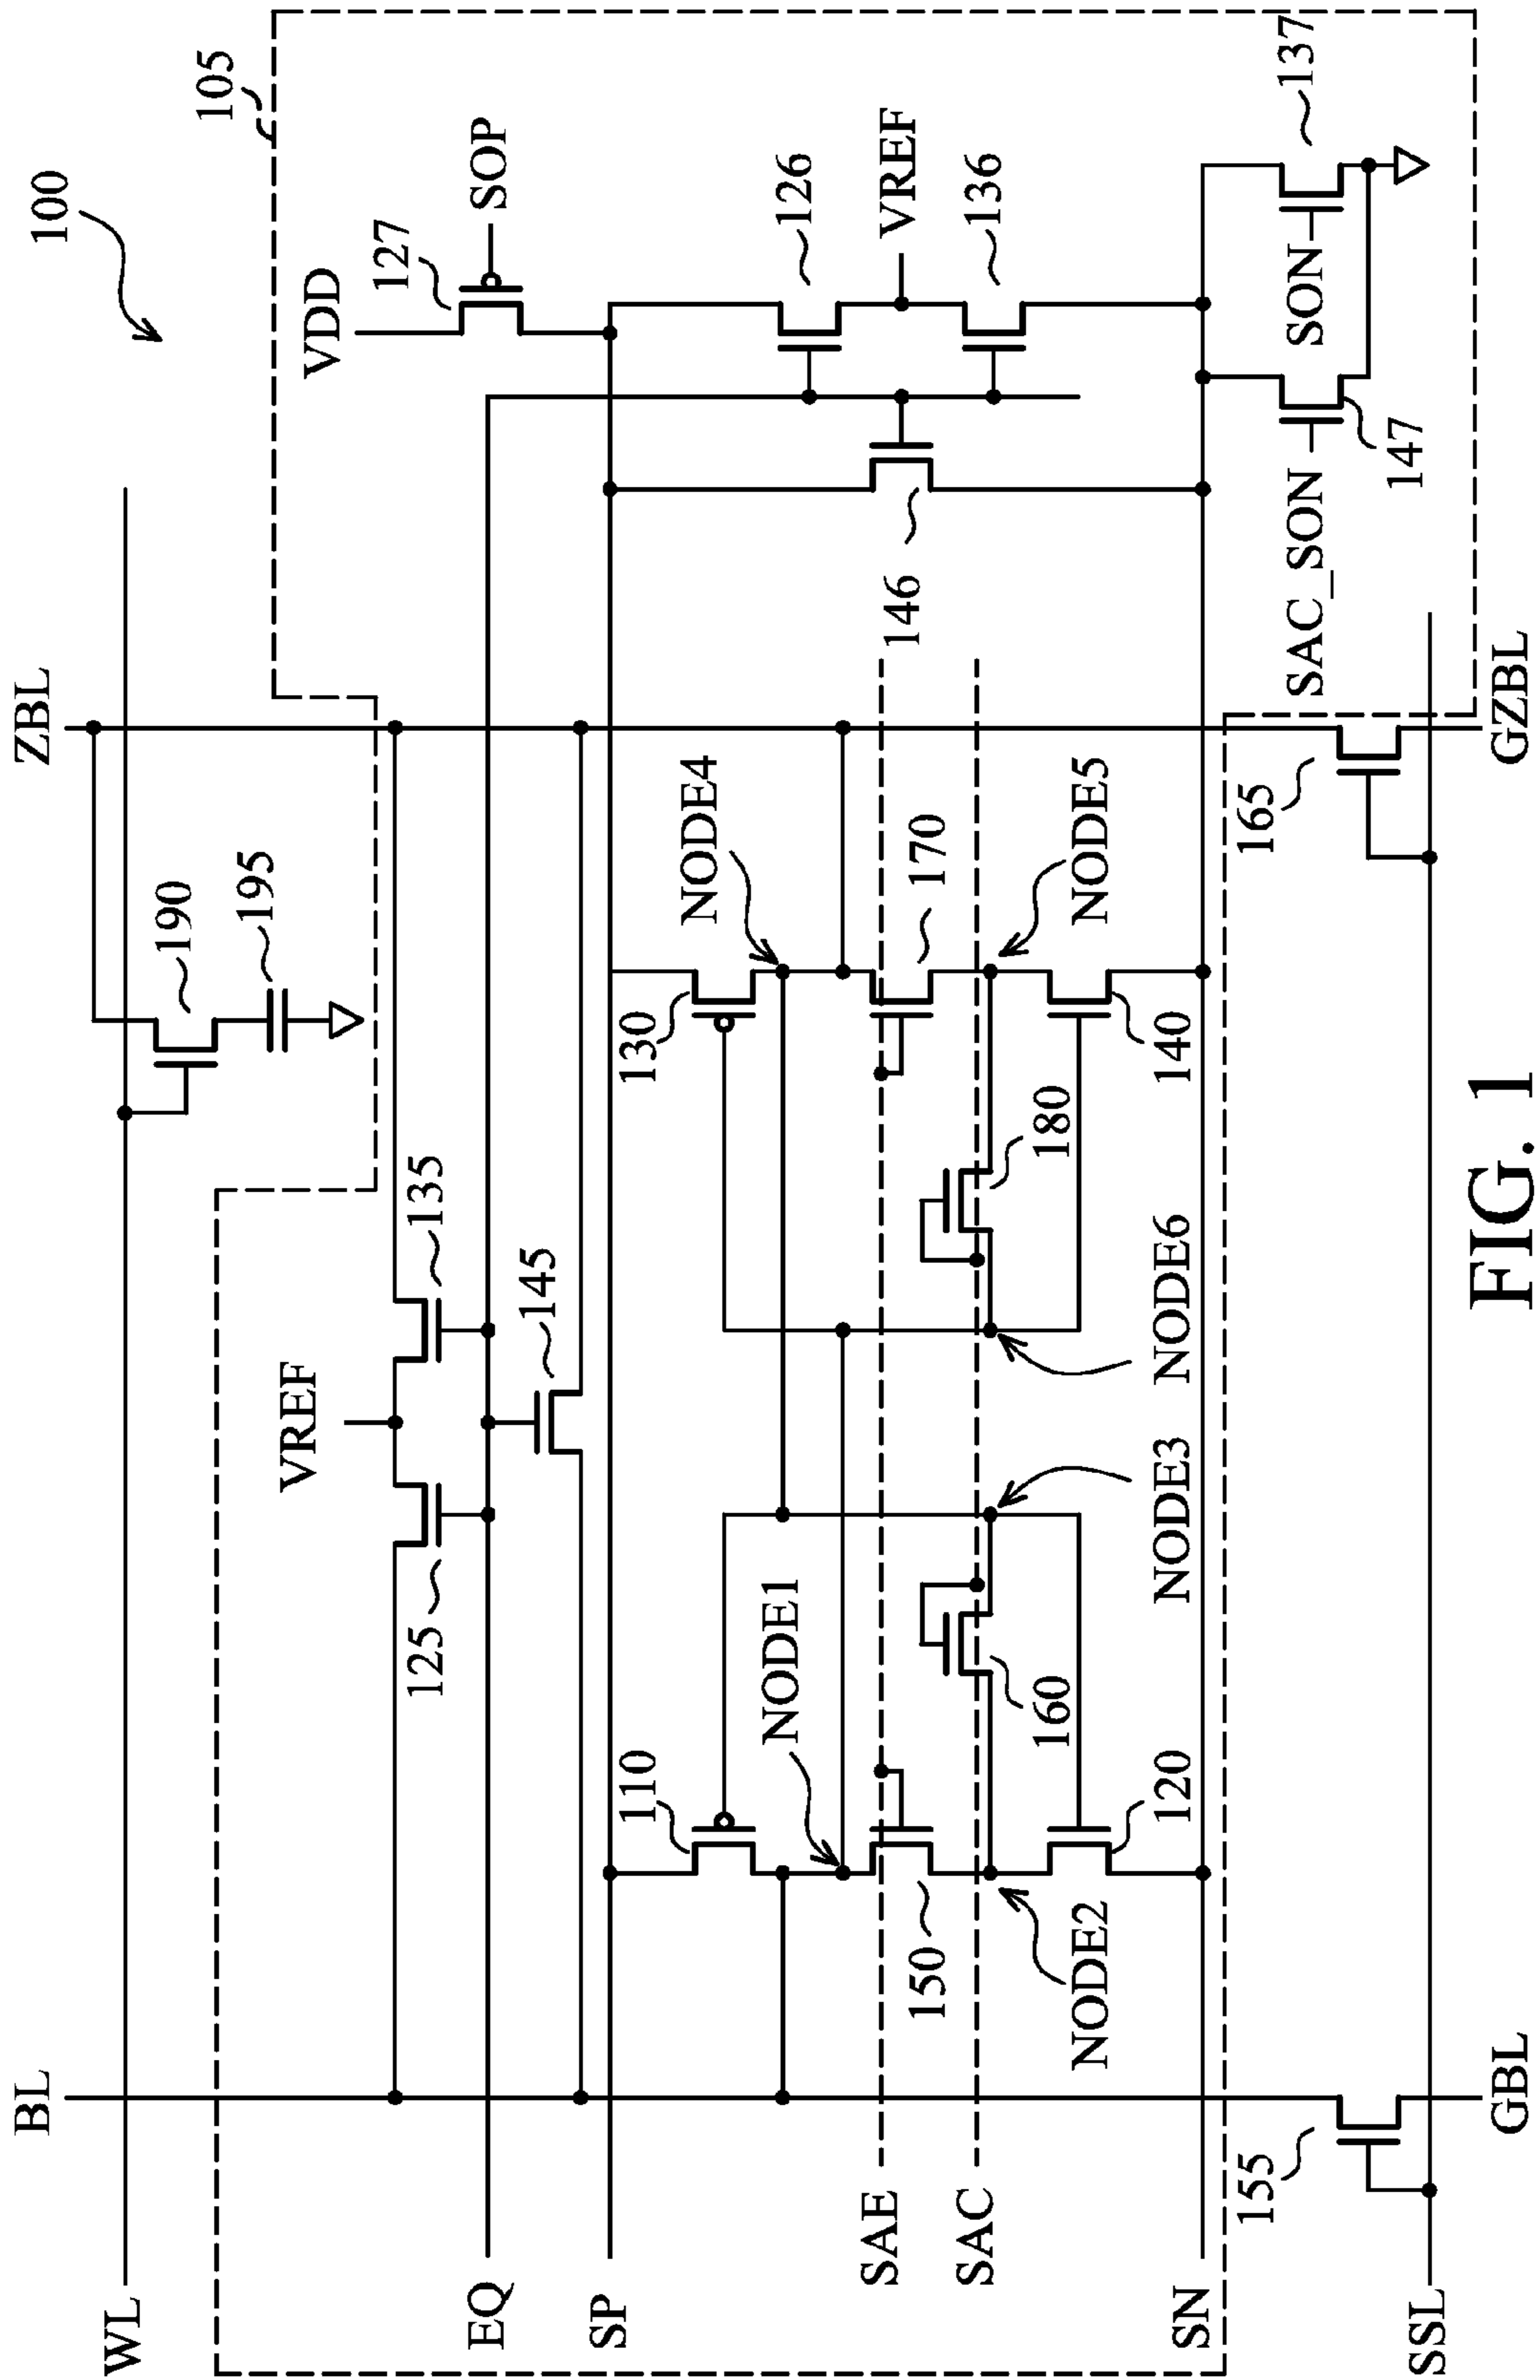 100
105
BL
ZBL
WL
190
195
VREF
125
135
145
EQ
VDD
127
SOP
SP
110
130
NODE1
NODE4
126
VREF
136
146
SAE
SAC
150
160
170
180
NODE2
NODE3
NODE6
NODE5
120
140
SN
SAC_SON
SON
147
137
155
165
SSL
GBL
GZBL
FIG. 1